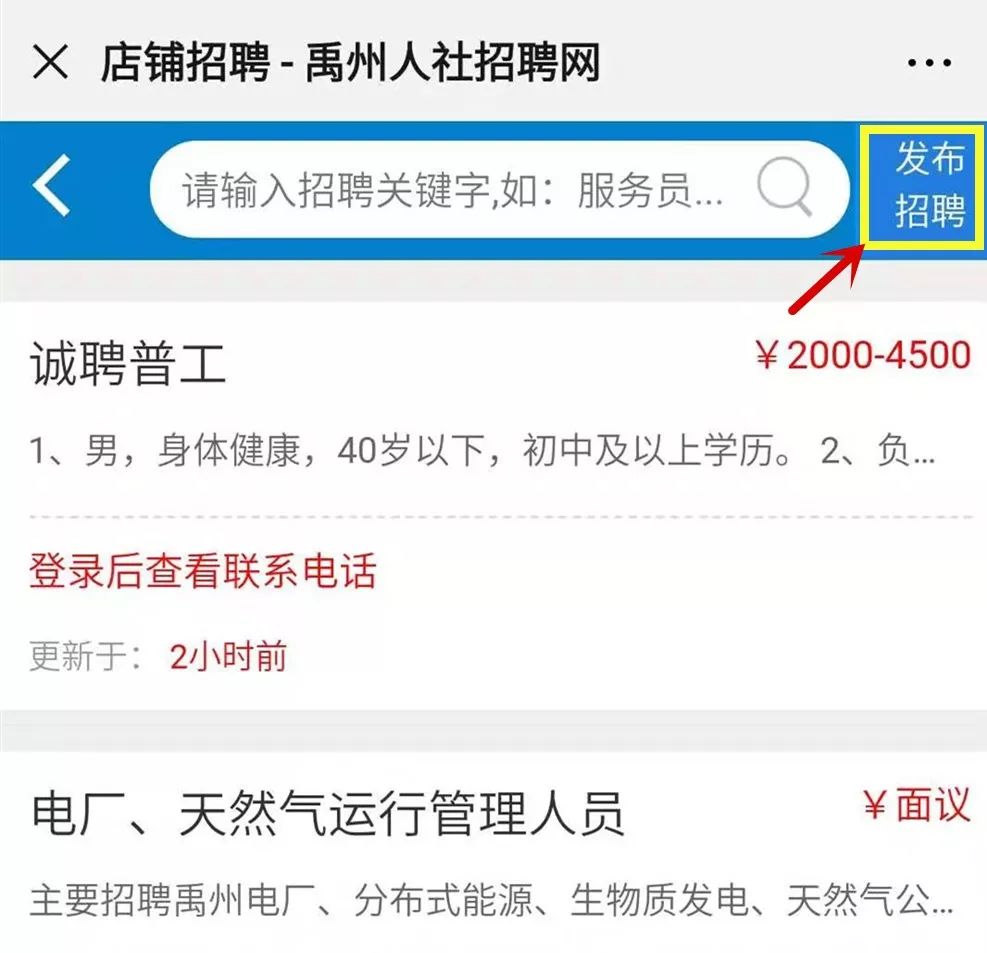 店铺招聘 - 禹州人社招聘网
请输入招聘关键字,如：服务员...
发布
招聘
诚聘普工
￥2000-4500
1、男，身体健康，40岁以下，初中及以上学历。 2、负...
登录后查看联系电话
更新于： 2小时前
电厂、天然气运行管理人员
￥面议
主要招聘禹州电厂、分布式能源、生物质发电、天然气公...